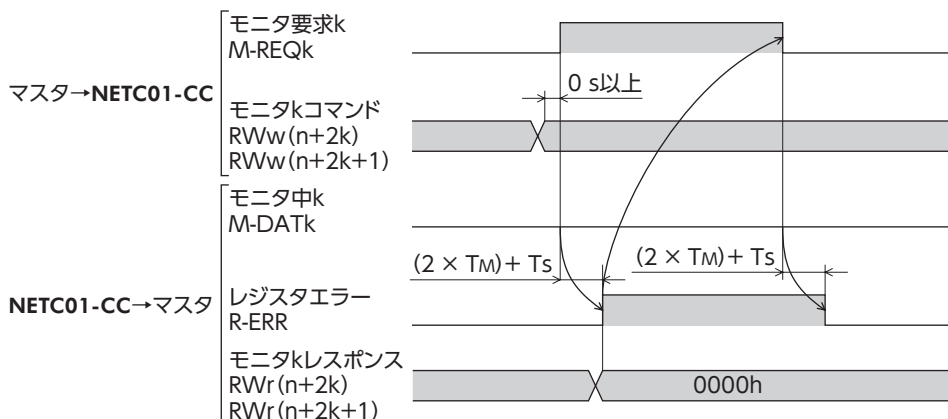 モニタ要求k
M-REQk
マスタ→NETC01-CC
0 s以上
モニタkコマンド
RWw(n+2k)
RWw(n+2k+1)
モニタ中k
M-DATk
(2 × TM)+ Ts
(2 × TM)+ Ts
NETC01-CC→マスタ
レジスタエラー
R-ERR
モニタkレスポンス
RWr(n+2k)
RWr(n+2k+1)
0000h